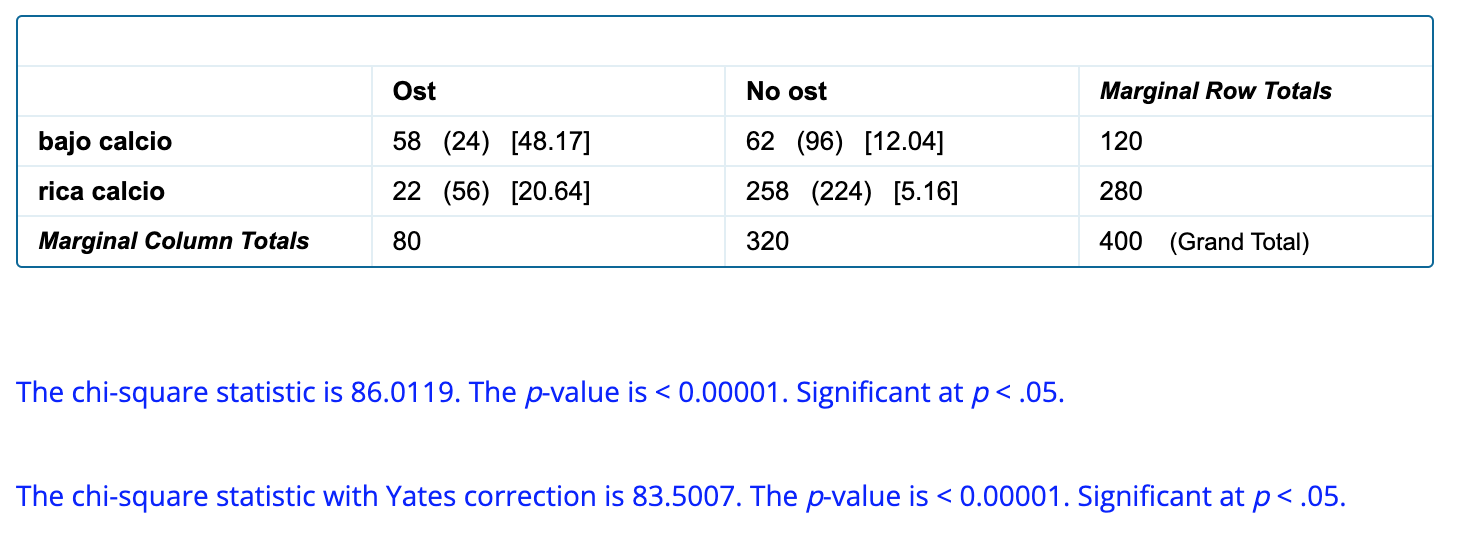 Ost No ost Marginal Row Totals
bajo calcio 58 (24) [48.17] 62 (96) [12.04] 120
rica calcio 22 (56) [20.64] 258 (224) [5.16] 280
Marginal Column Totals 80 320 400 (Grand Total)
The chi-square statistic is 86.0119. The p-value is < 0.00001. Significant at p < .05.
The chi-square statistic with Yates correction is 83.5007. The p-value is < 0.00001. Significant at p < .05.